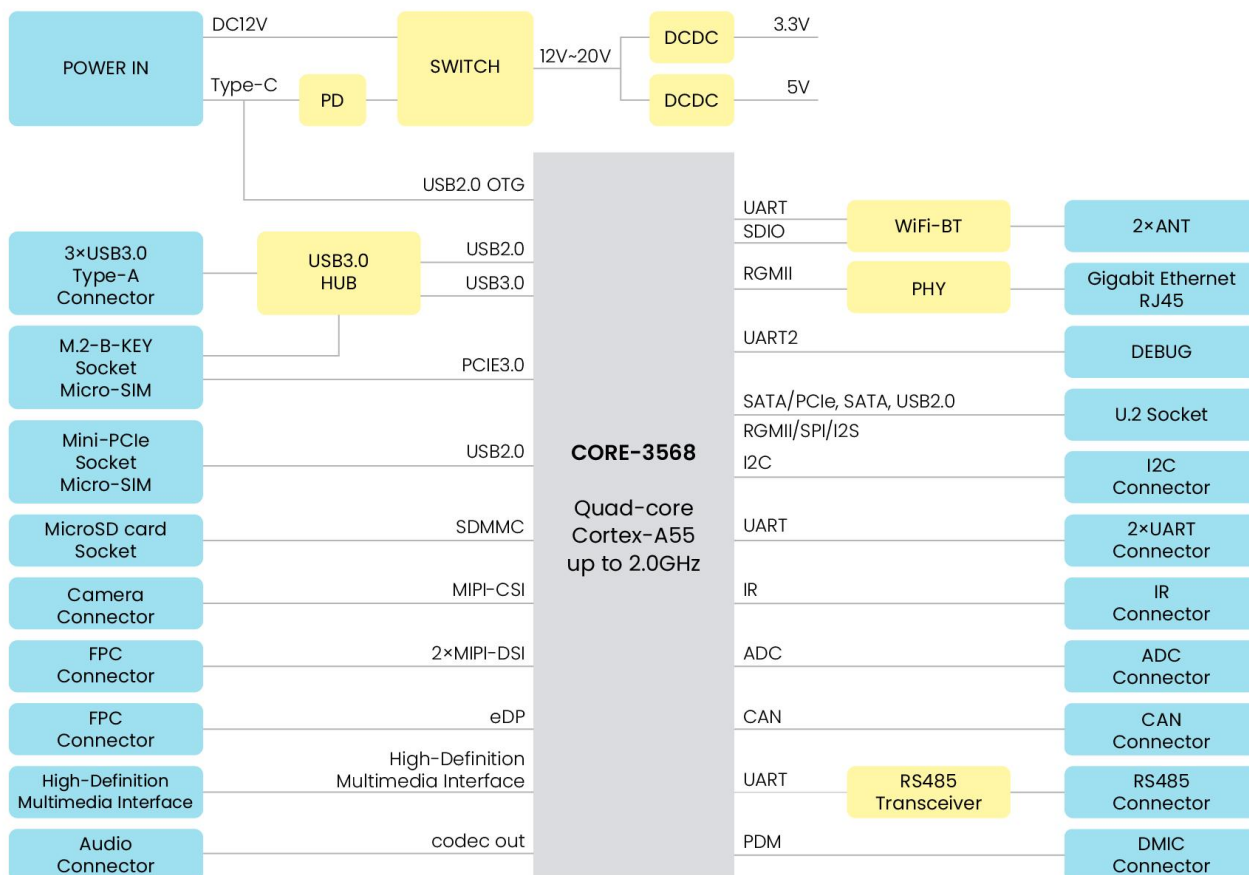 POWER IN
DC12V
Type-C
PD
SWITCH
12V~20V
DCDC
3.3V
DCDC
5V
USB2.0 OTG
3×USB3.0
Type-A
Connector
USB3.0
HUB
USB2.0
USB3.0
M.2-B-KEY
Socket
Micro-SIM
PCIE3.0
Mini-PCIe
Socket
Micro-SIM
USB2.0
MicroSD card
Socket
SDMMC
Camera
Connector
MIPI-CSI
FPC
Connector
2×MIPI-DSI
FPC
Connector
eDP
High-Definition
Multimedia Interface
High-Definition
Multimedia Interface
Audio
Connector
codec out
CORE-3568
Quad-core
Cortex-A55
up to 2.0GHz
UART
SDIO
WiFi-BT
2×ANT
RGMII
PHY
Gigabit Ethernet
RJ45
UART2
DEBUG
SATA/PCIe, SATA, USB2.0
RGMII/SPI/I2S
U.2 Socket
I2C
I2C
Connector
UART
2×UART
Connector
IR
IR
Connector
ADC
ADC
Connector
CAN
CAN
Connector
UART
RS485
Transceiver
RS485
Connector
PDM
DMIC
Connector